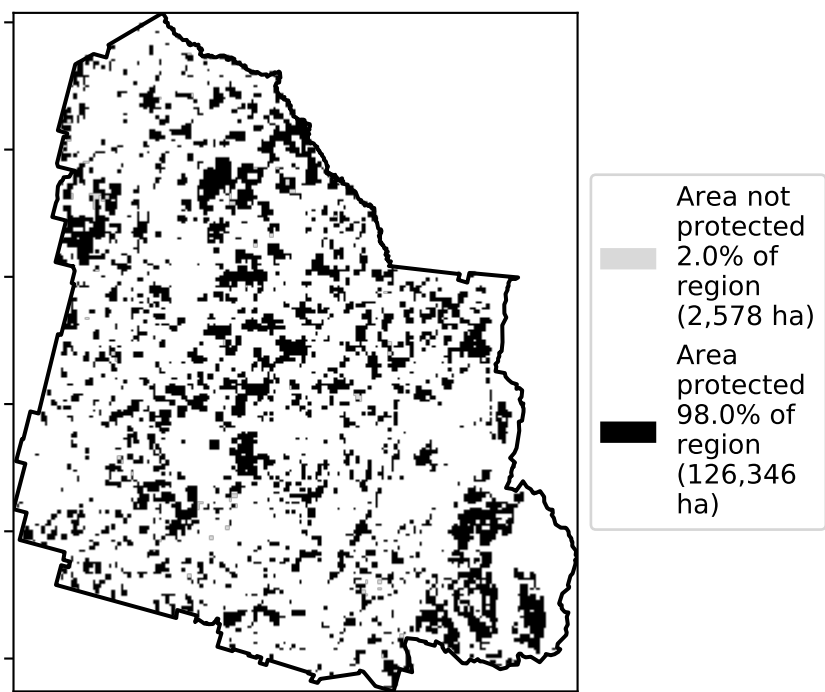 Area not
protected
2.0% of
region
(2,578 ha)
Area
protected
98.0% of
region
(126,346
ha)